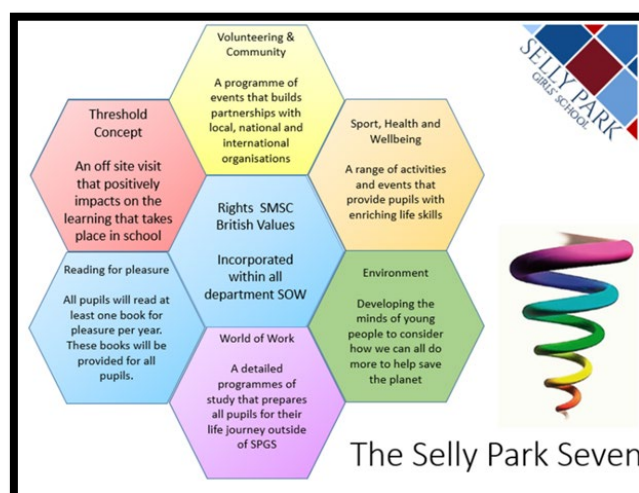 Volunteering &
Community
A programme of
events that builds
partnerships with
local, national and
international
organisations
SELLY PARK
GIRLS' SCHOOL
Threshold
Concept
An off site visit
that positively
impacts on the
learning that takes
place in school
Sport, Health and
Wellbeing
A range of activities
and events that
provide pupils with
enriching life skills
Rights SMSC
British Values
Incorporated
within all
department SOW
Reading for pleasure
All pupils will read at
least one book for
pleasure per year.
These books will be
provided for all
pupils.
Environment
Developing the
minds of young
people to consider
how we can all do
more to help save
the planet
World of Work
A detailed
programmes of
study that prepares
all pupils for their
life journey outside
of SPGS
The Selly Park Seven